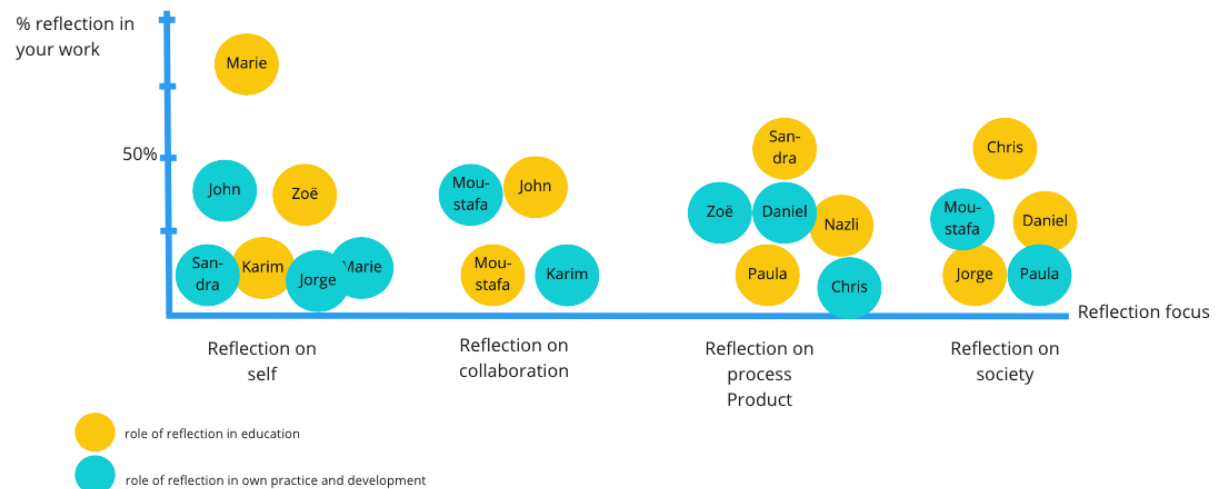 % reflection in
your work
Marie
50%
John
Zoë
San-
dra
Karim
Jorge
Marie
Mou-
stafa
John
Mou-
stafa
Karim
San-
dra
Zoë
Daniel
Nazli
Paula
Chris
Chris
Mou-
stafa
Daniel
Jorge
Paula
Reflection focus
Reflection on
self
Reflection on
collaboration
Reflection on
process
Product
Reflection on
society
role of reflection in education
role of reflection in own practice and development